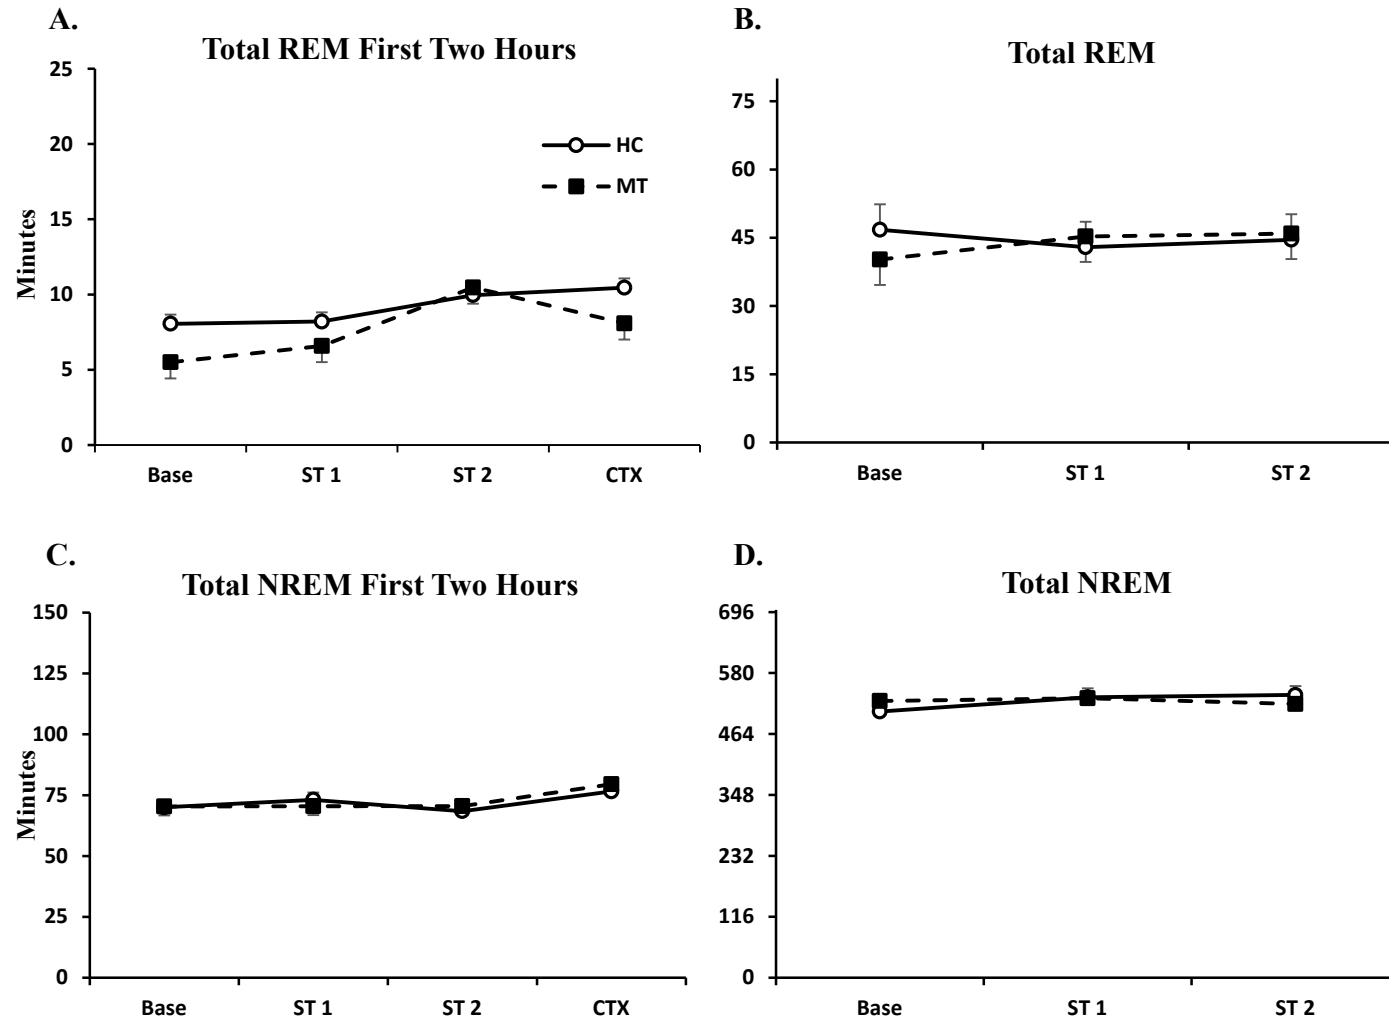 A.
Total REM First Two Hours
25
20
15
10
5
0
Minutes
HC
MT
Base ST 1 ST 2 CTX
B.
Total REM
75
60
45
30
15
0
Base ST 1 ST 2
C.
Total NREM First Two Hours
150
125
100
75
50
25
0
Minutes
Base ST 1 ST 2 CTX
D.
Total NREM
696
580
464
348
232
116
0
Base ST 1 ST 2